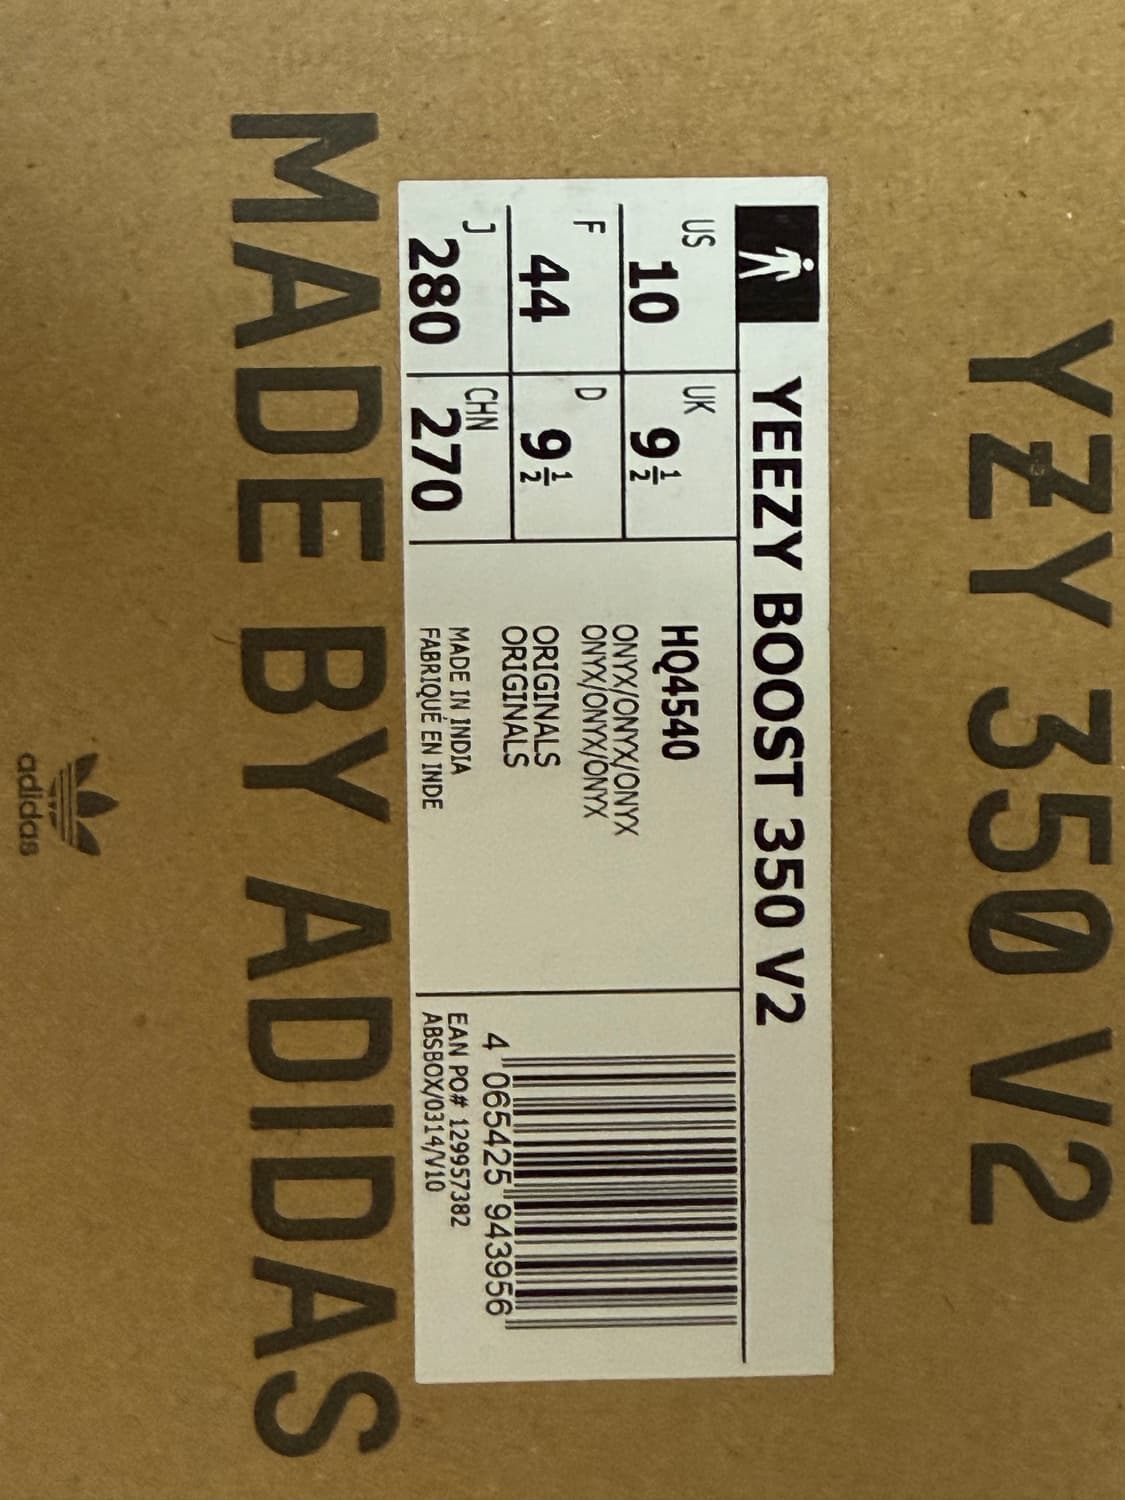 YZY 350 V2
YEEZY BOOST 350 V2
US 10
UK 9½
F 44
D 9½
J 280
CHN 270
HQ4540
ONYX/ONYX/ONYX
ONYX/ONYX/ONYX
ORIGINALS
ORIGINALS
MADE IN INDIA
FABRIQUÉ EN INDE
4 065425 943956
EAN PO# 129957382
ABSBOX/0314/V10
MADE BY ADIDAS
adidas